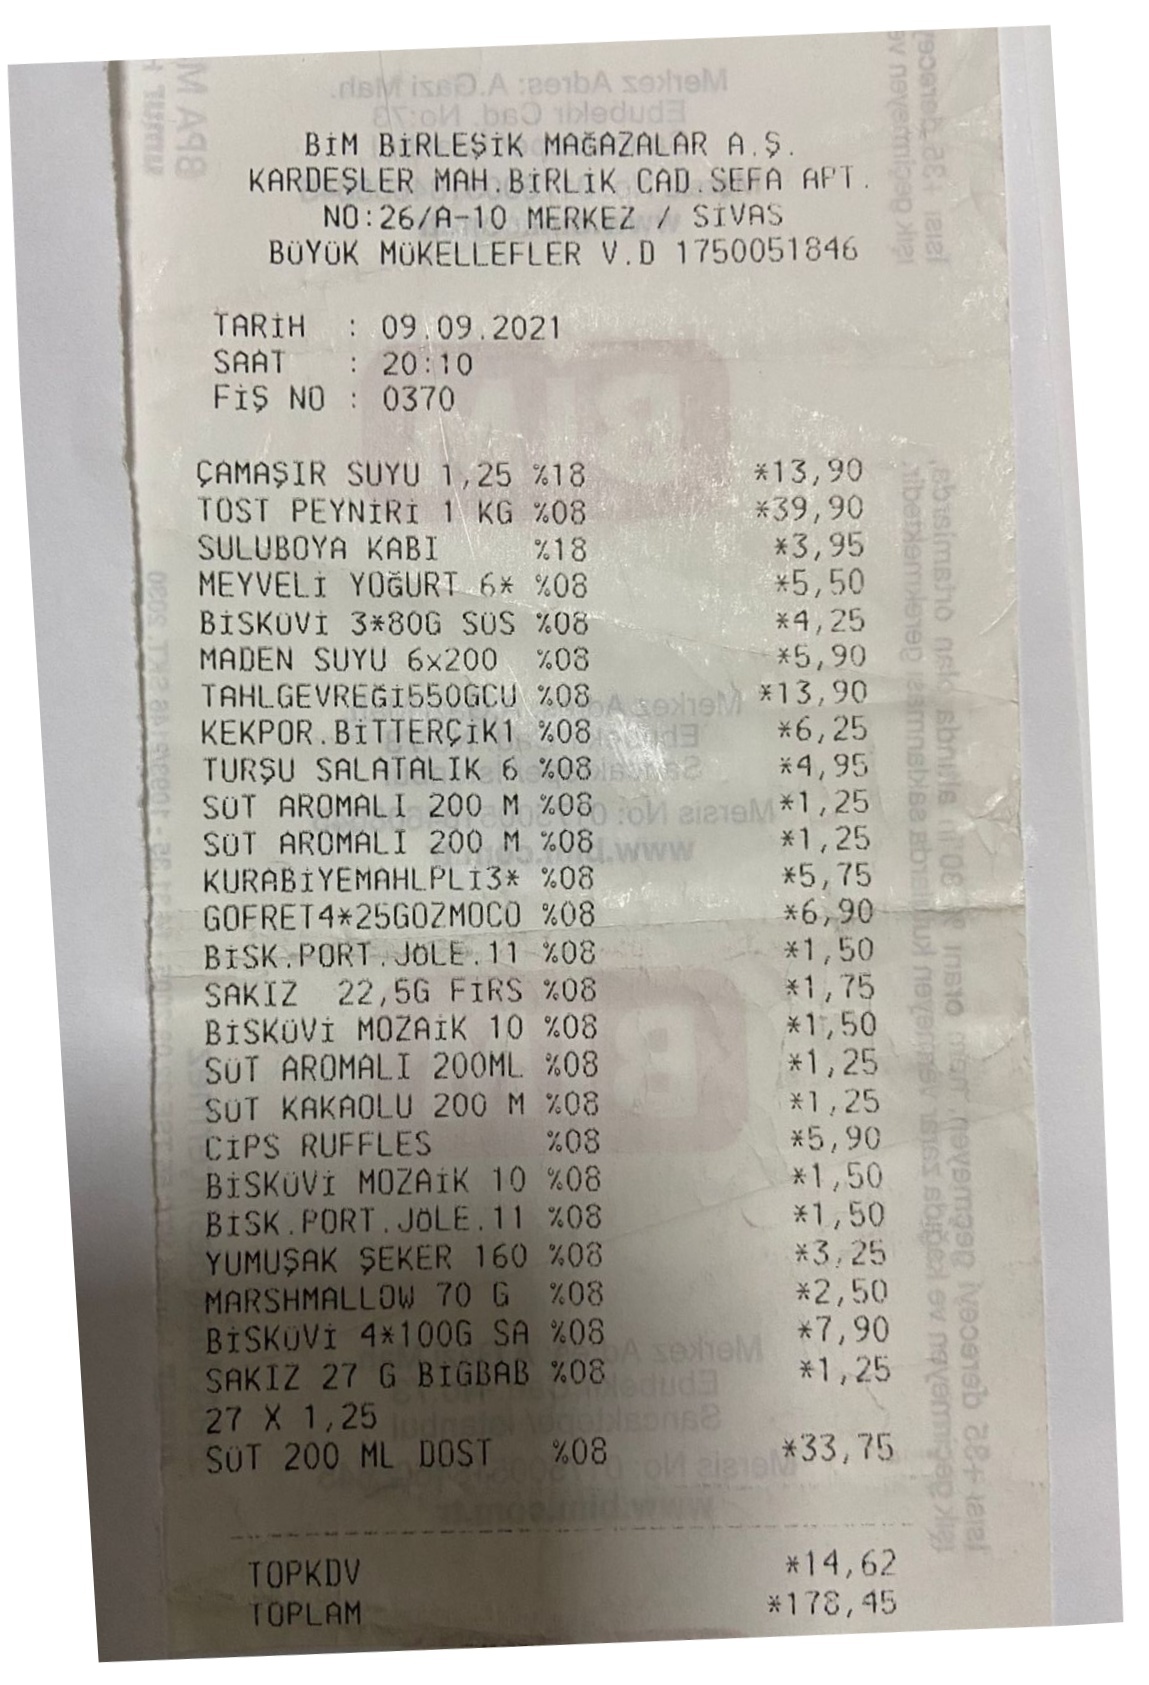 BİM BİRLEŞİK MAĞAZALAR A.Ş.
KARDEŞLER MAH.BİRLİK CAD.SEFA APT.
NO:26/A-10 MERKEZ / SİVAS
BÜYÜK MÜKELLEFLER V.D 1750051846
TARİH : 09.09.2021
SAAT : 20:10
FİŞ NO : 0370
ÇAMAŞIR SUYU 1,25 %18 *13,90
TOST PEYNİRİ 1 KG %08 *39,90
SULUBOYA KABI %18 *3,95
MEYVELİ YOĞURT 6* %08 *5,50
BİSKÜVİ 3*80G SÜS %08 *4,25
MADEN SUYU 6x200 %08 *5,90
TAHLGEVREĞİ550GCU %08 *13,90
KEKPOR.BİTTERÇİK1 %08 *6,25
TURŞU SALATALIK 6 %08 *4,95
SÜT AROMALI 200 M %08 *1,25
SÜT AROMALI 200 M %08 *1,25
KURABİYEMAHLPLİ3* %08 *5,75
GOFRET4*25GOZMOCO %08 *6,90
BİSK.PORT.JÖLE.11 %08 *1,50
SAKIZ 22,5G FIRS %08 *1,75
BİSKÜVİ MOZAİK 10 %08 *1,50
SÜT AROMALI 200ML %08 *1,25
SÜT KAKAOLU 200 M %08 *1,25
CİPS RUFFLES %08 *5,90
BİSKÜVİ MOZAİK 10 %08 *1,50
BİSK.PORT.JÖLE.11 %08 *1,50
YUMUŞAK ŞEKER 160 %08 *3,25
MARSHMALLOW 70 G %08 *2,50
BİSKÜVİ 4*100G SA %08 *7,90
SAKIZ 27 G BİGBAB %08 *1,25
27 X 1,25
SÜT 200 ML DOST %08 *33,75
TOPKDV *14,62
TOPLAM *178,45